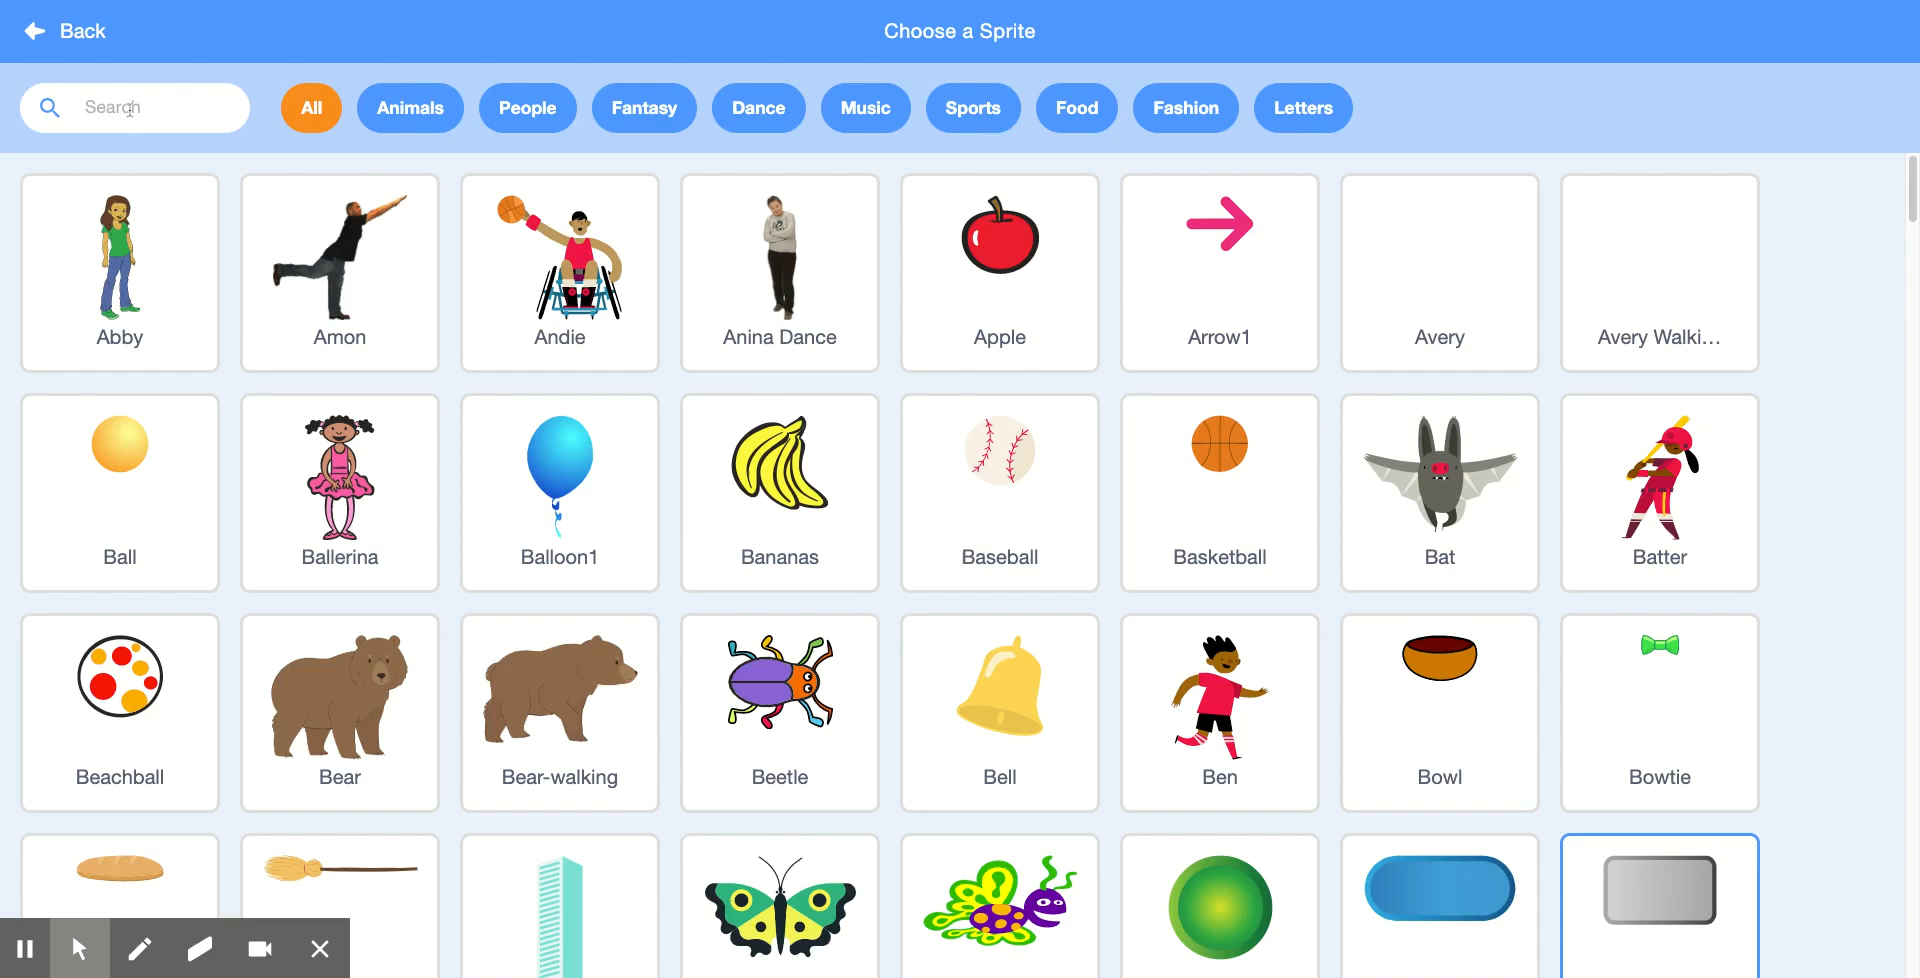 Back
Choose a Sprite
Search
All
Animals
People
Fantasy
Dance
Music
Sports
Food
Fashion
Letters
Abby
Amon
Andie
Anina Dance
Apple
Arrow1
Avery
Avery Walki...
Ball
Ballerina
Balloon1
Bananas
Baseball
Basketball
Bat
Batter
Beachball
Bear
Bear-walking
Beetle
Bell
Ben
Bowl
Bowtie